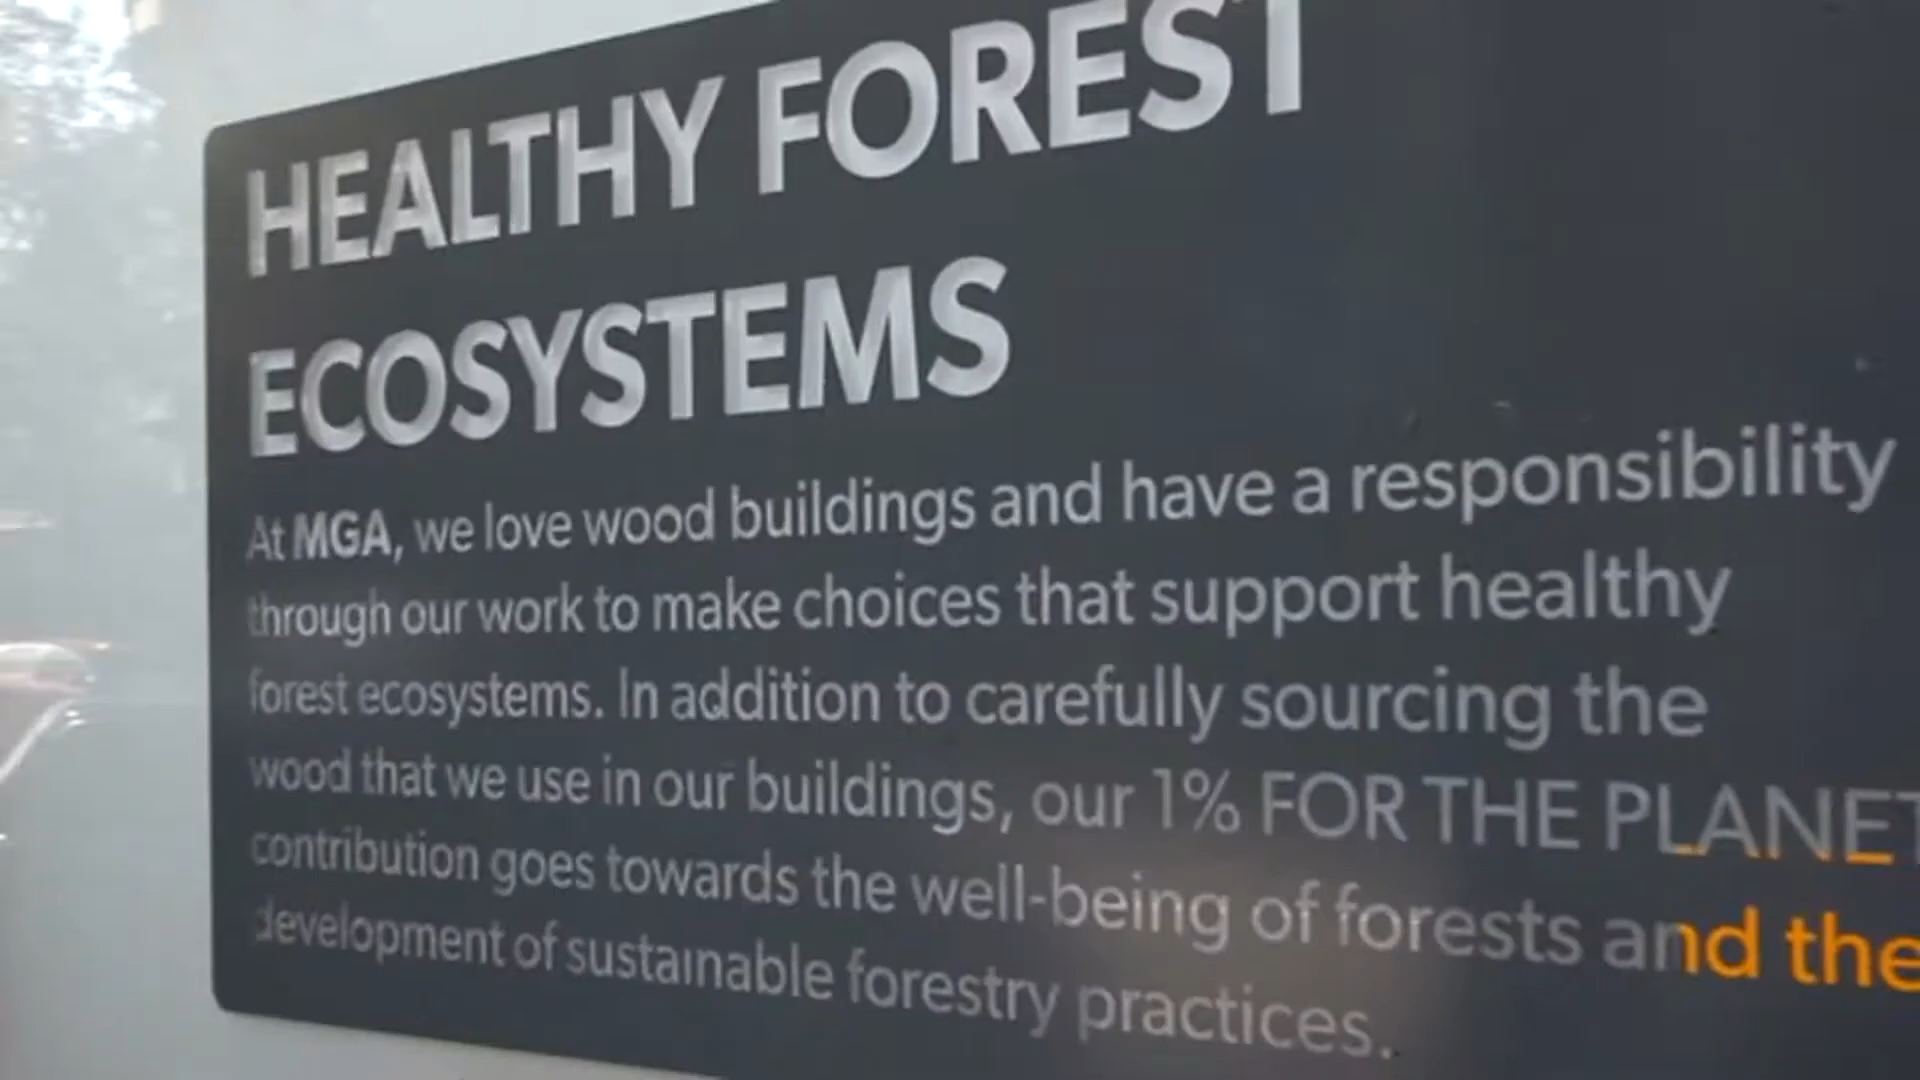 HEALTHY FOREST
ECOSYSTEMS
At MGA, we love wood buildings and have a responsibility
through our work to make choices that support healthy
forest ecosystems. In addition to carefully sourcing the
wood that we use in our buildings, our 1% FOR THE PLANET
contribution goes towards the well-being of forests and the
development of sustainable forestry practices.